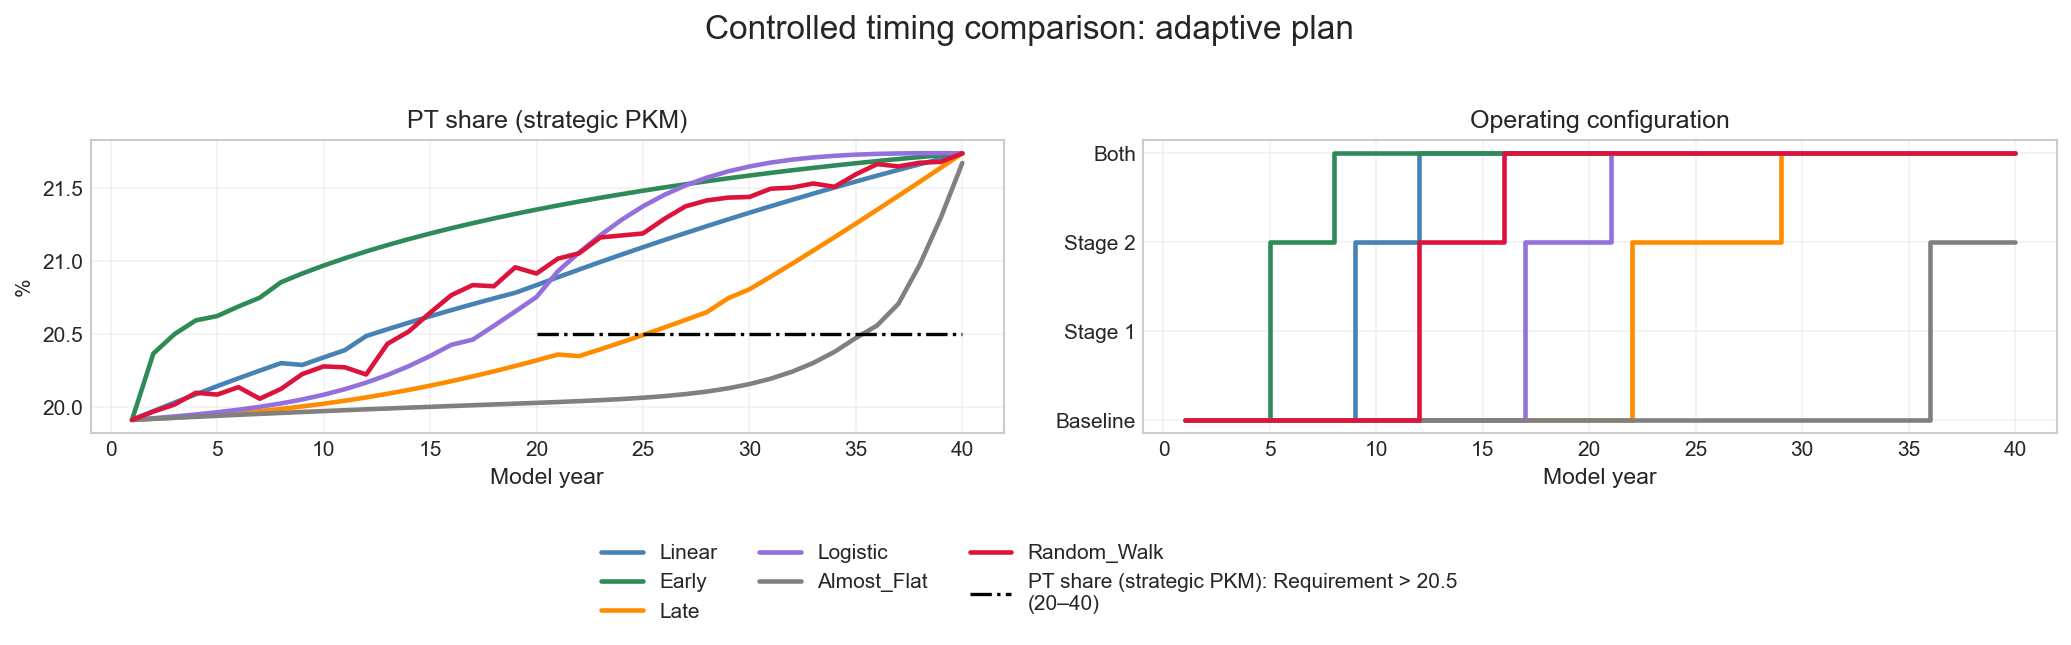 Controlled timing comparison: adaptive plan
PT share (strategic PKM)
%
21.5
21.0
20.5
20.0
0 5 10 15 20 25 30 35 40
Model year
Operating configuration
Both
Stage 2
Stage 1
Baseline
0 5 10 15 20 25 30 35 40
Model year
Linear
Early
Late
Logistic
Almost_Flat
Random_Walk
PT share (strategic PKM): Requirement > 20.5
(20–40)